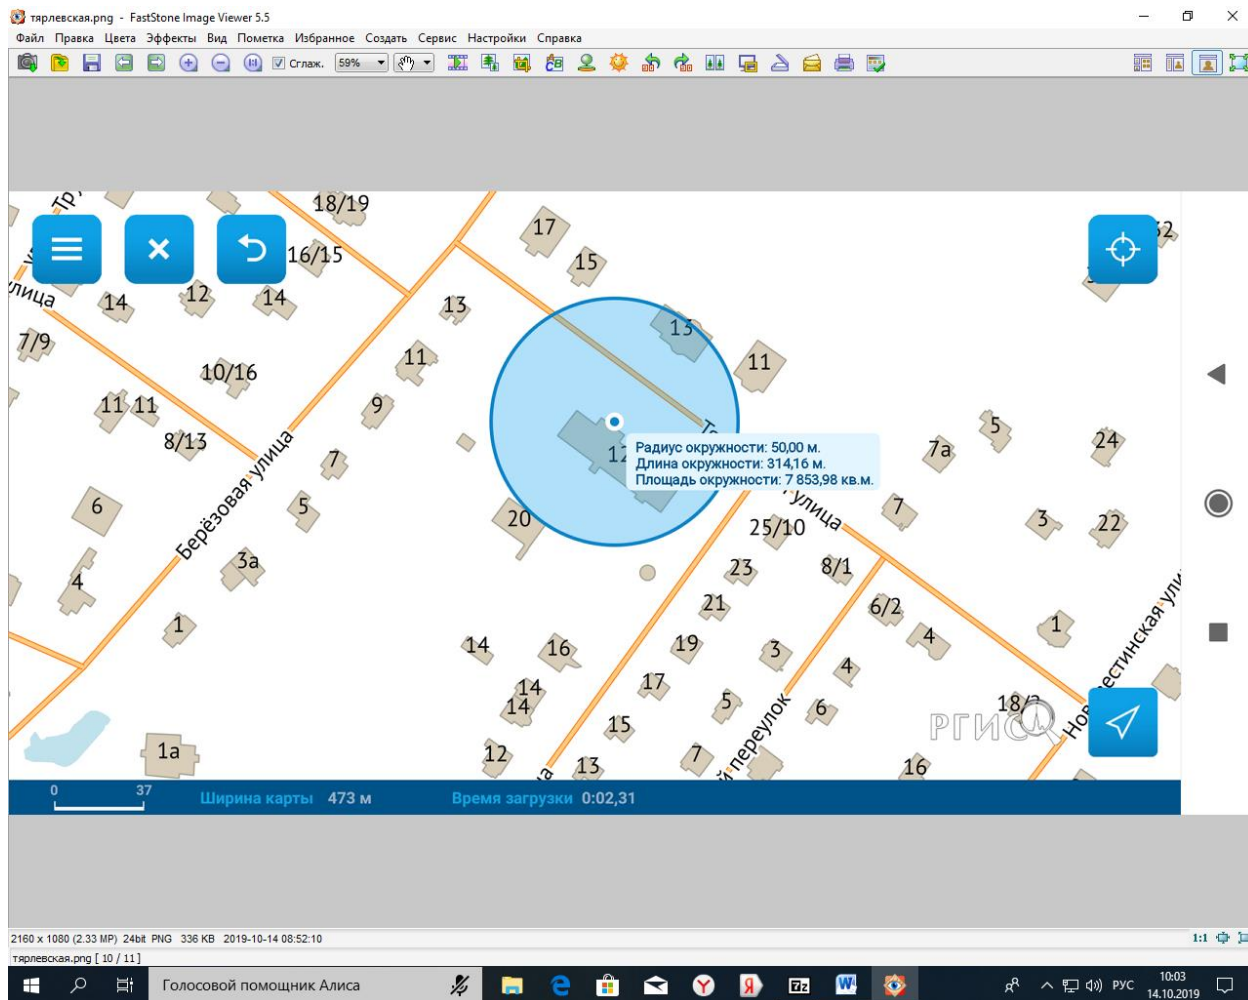 тярлевская.png - FastStone Image Viewer 5.5
Файл Правка Цвета Эффекты Вид Пометка Избранное Создать Сервис Настройки Справка
Сглаж. 59%
18/19
17
16/15
15
улица
14
12
14
13
13
7/9
11
11
10/16
9
11
11
8/13
7
5
24
7а
12
Радиус окружности: 50,00 м.
Длина окружности: 314,16 м.
Площадь окружности: 7 853,98 кв.м.
Берёзовая улица
6
5
20
7
улица
25/10
3
22
3а
23
8/1
4
21
6/2
1
19
4
1
14
16
3
4
17
14
14
5
6
18/2
15
РГИС
1а
12
13
7
й переулок
16
0 37
Ширина карты 473 м
Время загрузки 0:02,31
2160 x 1080 (2.33 MP) 24bit PNG 336 KB 2019-10-14 08:52:10
1:1
тярлевская.png [ 10 / 11 ]
Голосовой помощник Алиса
РУС
10:03
14.10.2019